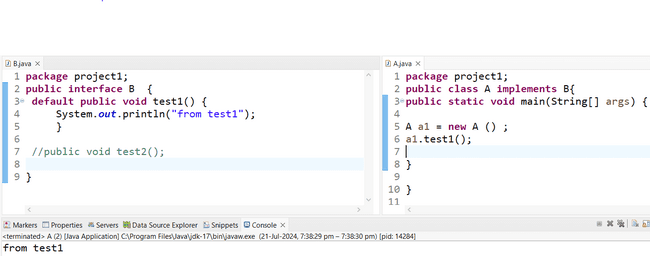 B.java
1 package project1;
2 public interface B  {
3  default public void test1() {
4     System.out.println("from test1");
5     }
6
7  //public void test2();
8
9 }
A.java
1 package project1;
2 public class A implements B{
3 public static void main(String[] args) {
4
5 A a1 = new A () ;
6 a1.test1();
7
8 }
9
10 }
11
Markers Properties Servers Data Source Explorer Snippets Console
<terminated> A (2) [Java Application] C:\Program Files\Java\jdk-17\bin\javaw.exe (21-Jul-2024, 7:38:29 pm – 7:38:30 pm) [pid: 14284]
from test1